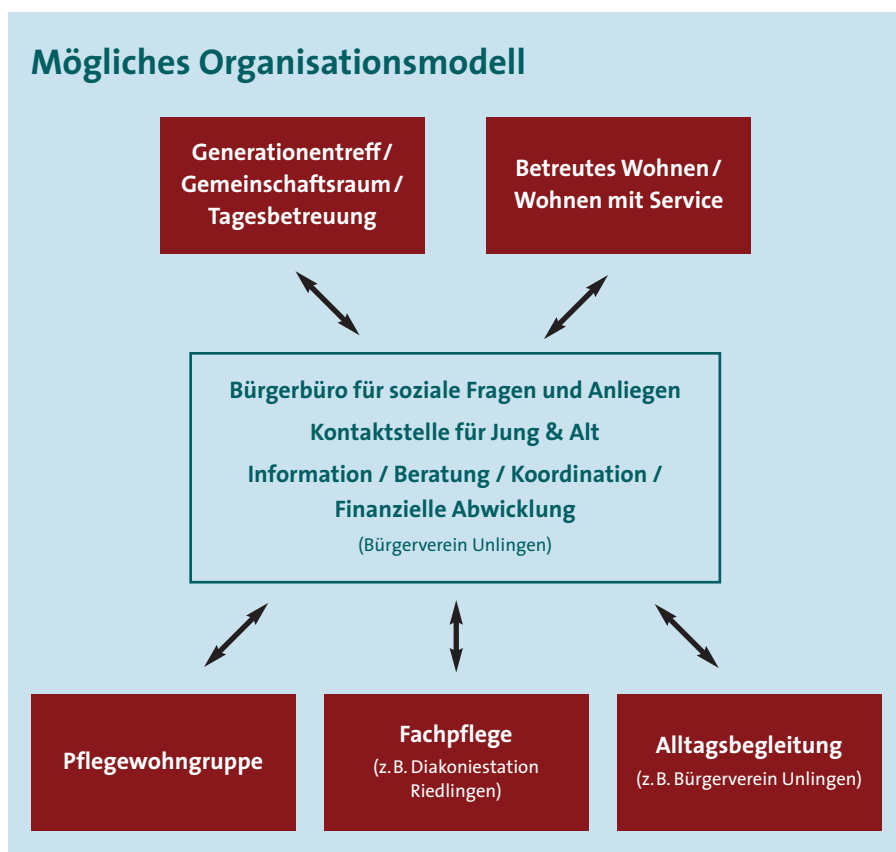 Mögliches Organisationsmodell
Generationentreff /
Gemeinschaftsraum /
Tagesbetreuung
Betreutes Wohnen /
Wohnen mit Service
Bürgerbüro für soziale Fragen und Anliegen
Kontaktstelle für Jung & Alt
Information / Beratung / Koordination /
Finanzielle Abwicklung
(Bürgerverein Unlingen)
Pflegewohngruppe
Fachpflege
(z. B. Diakoniestation
Riedlingen)
Alltagsbegleitung
(z. B. Bürgerverein Unlingen)